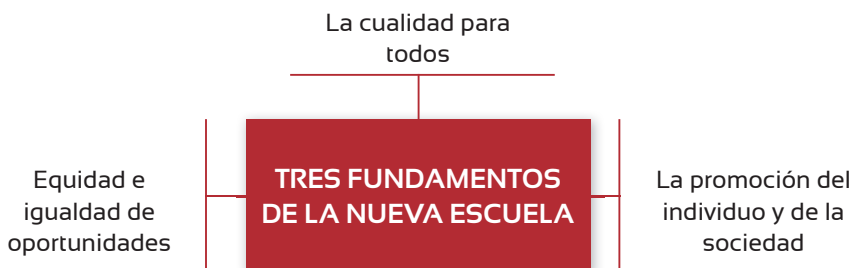 La cualidad para
todos
Equidad e
igualdad de
oportunidades
TRES FUNDAMENTOS
DE LA NUEVA ESCUELA
La promoción del
individuo y de la
sociedad